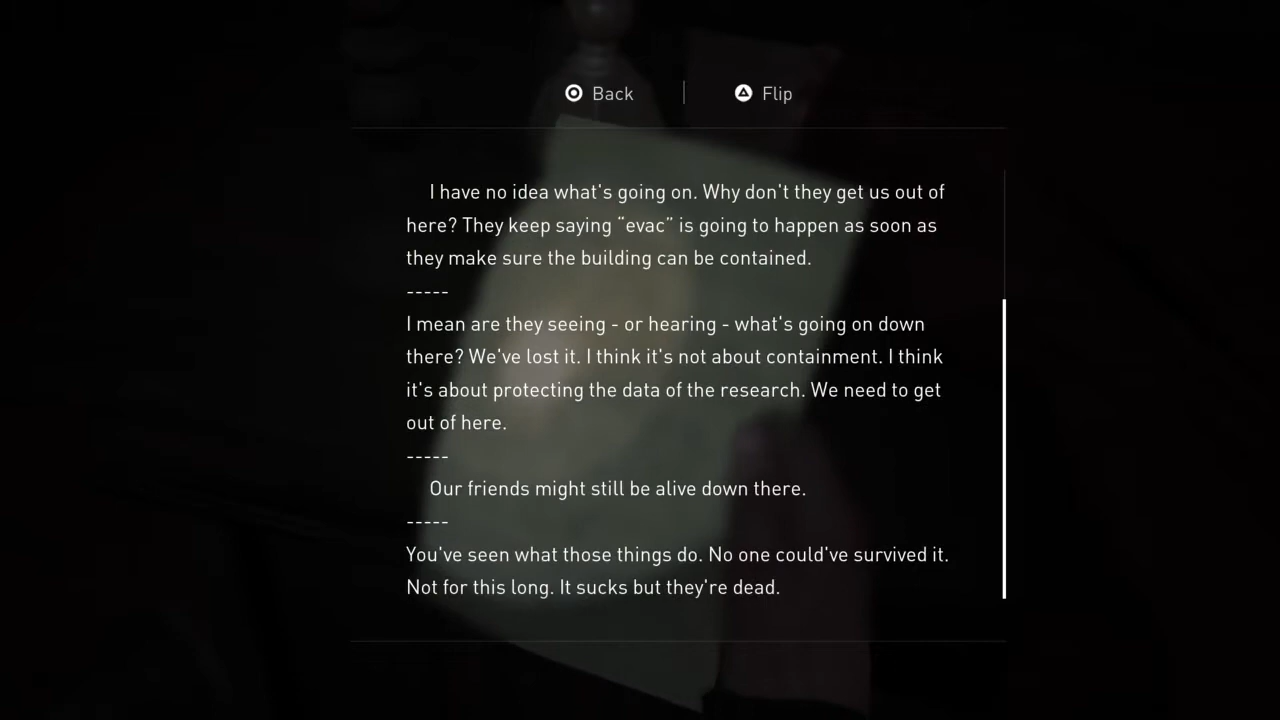 Back
Flip
I have no idea what's going on. Why don't they get us out of
here? They keep saying “evac” is going to happen as soon as
they make sure the building can be contained.
-----
I mean are they seeing - or hearing - what's going on down
there? We've lost it. I think it's not about containment. I think
it's about protecting the data of the research. We need to get
out of here.
-----
Our friends might still be alive down there.
-----
You've seen what those things do. No one could've survived it.
Not for this long. It sucks but they're dead.